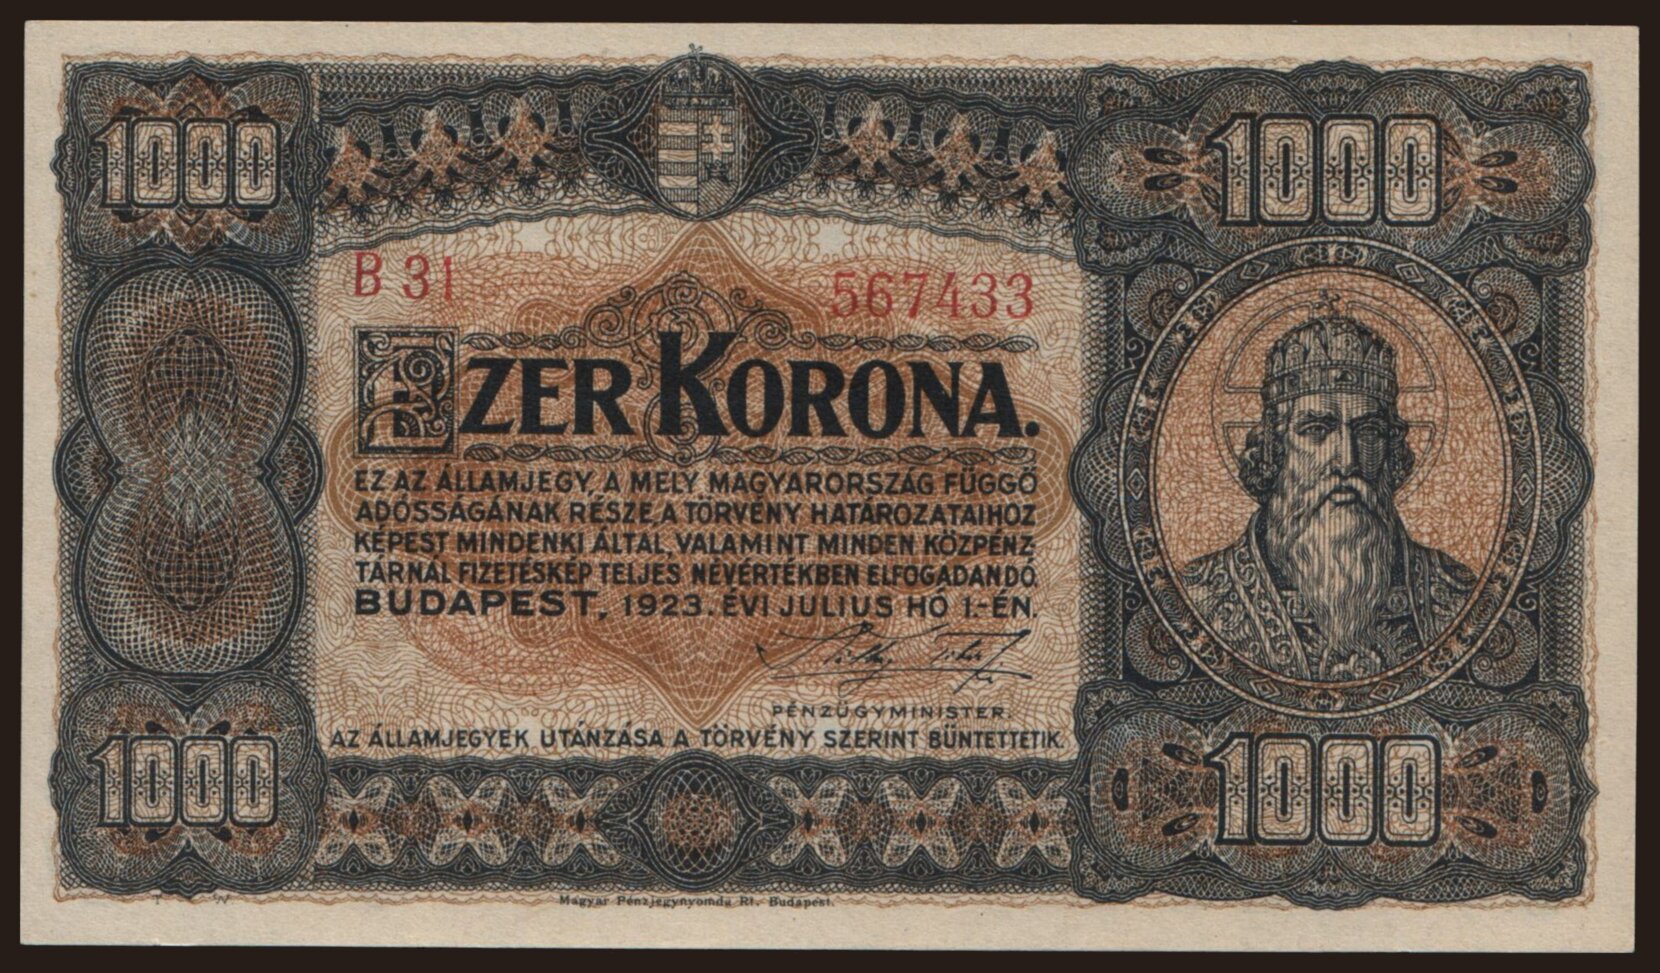 1000
1000
B 31
567433
EZER KORONA.
EZ AZ ÁLLAMJEGY, A MELY MAGYARORSZÁG FÜGGŐ
ADÓSSÁGÁNAK RÉSZE, A TÖRVÉNY HATÁROZATAIHOZ
KÉPEST MINDENKI ÁLTAL, VALAMINT MINDEN KÖZPÉNZ-
TÁRNÁL FIZETÉSKÉP TELJES NÉVÉRTÉKBEN ELFOGADANDÓ.
BUDAPEST, 1923. ÉVI JULIUS HÓ 1.-ÉN.
PÉNZÜGYMINISTER.
AZ ÁLLAMJEGYEK UTÁNZÁSA A TÖRVÉNY SZERINT BÜNTETTETIK.
1000
1000
Magyar Pénzjegynyomda Rt. Budapest.